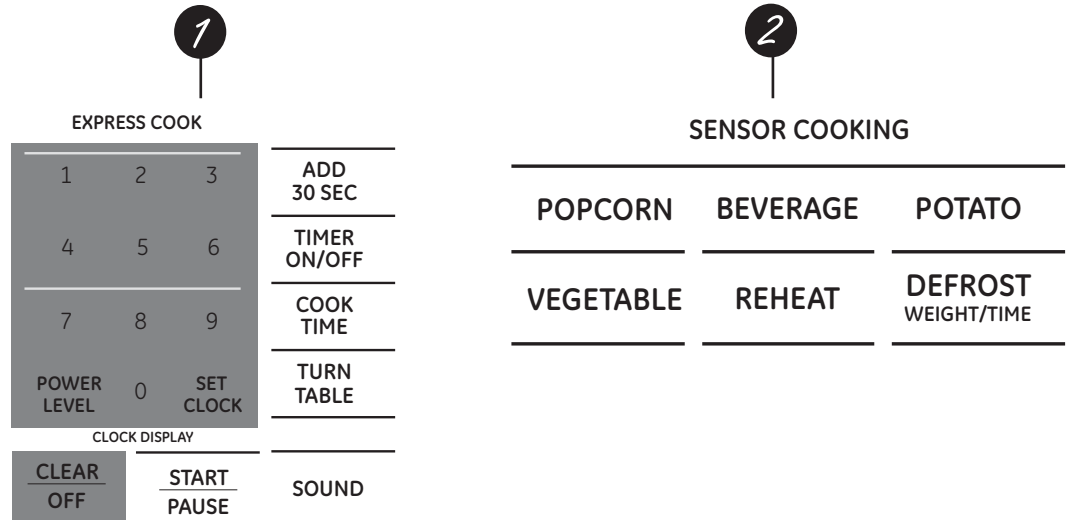 1
EXPRESS COOK
1 2 3
ADD
30 SEC
4 5 6
TIMER
ON/OFF
7 8 9
COOK
TIME
POWER
LEVEL
0
SET
CLOCK
TURN
TABLE
CLOCK DISPLAY
CLEAR
OFF
START
PAUSE
SOUND
2
SENSOR COOKING
POPCORN BEVERAGE POTATO
VEGETABLE REHEAT DEFROST
WEIGHT/TIME